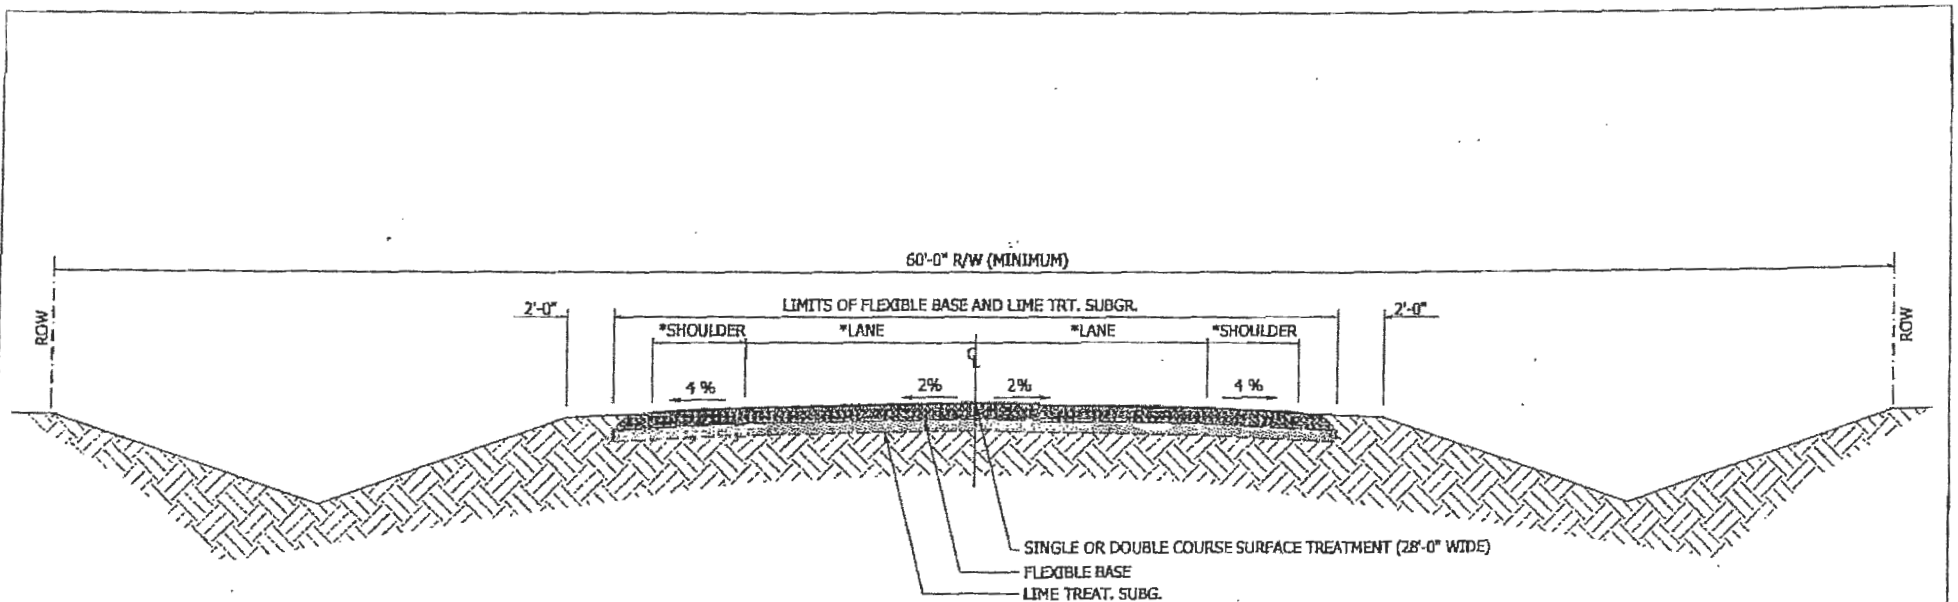 60'-0" R/W (MINIMUM)
ROW
2'-0"
LIMITS OF FLEXIBLE BASE AND LIME TRT. SUBGR.
2'-0"
ROW
*SHOULDER
*LANE
*LANE
*SHOULDER
CL
4 %
2%
2%
4 %
SINGLE OR DOUBLE COURSE SURFACE TREATMENT (28'-0" WIDE)
FLEXIBLE BASE
LIME TREAT. SUBG.